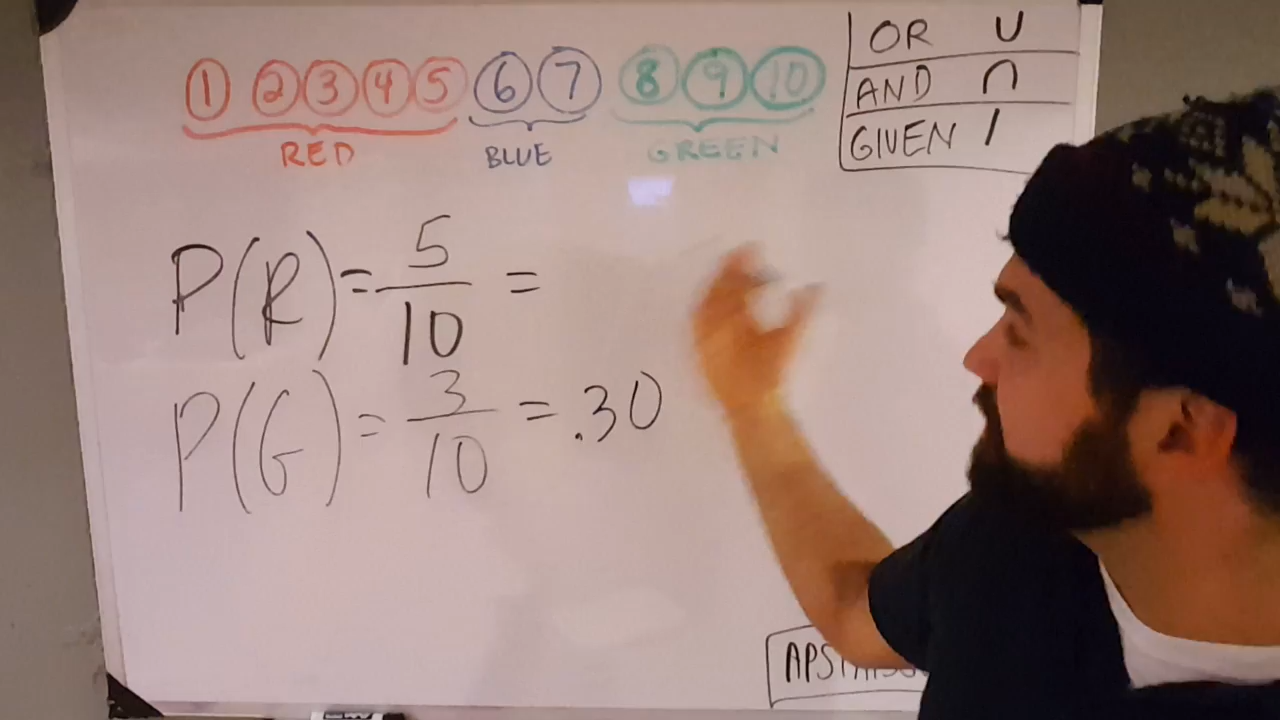 1 2 3 4 5 6 7 8 9 10
RED BLUE GREEN
OR ∪
AND ∩
GIVEN /
P(R) = 5/10 =
P(G) = 3/10 = .30